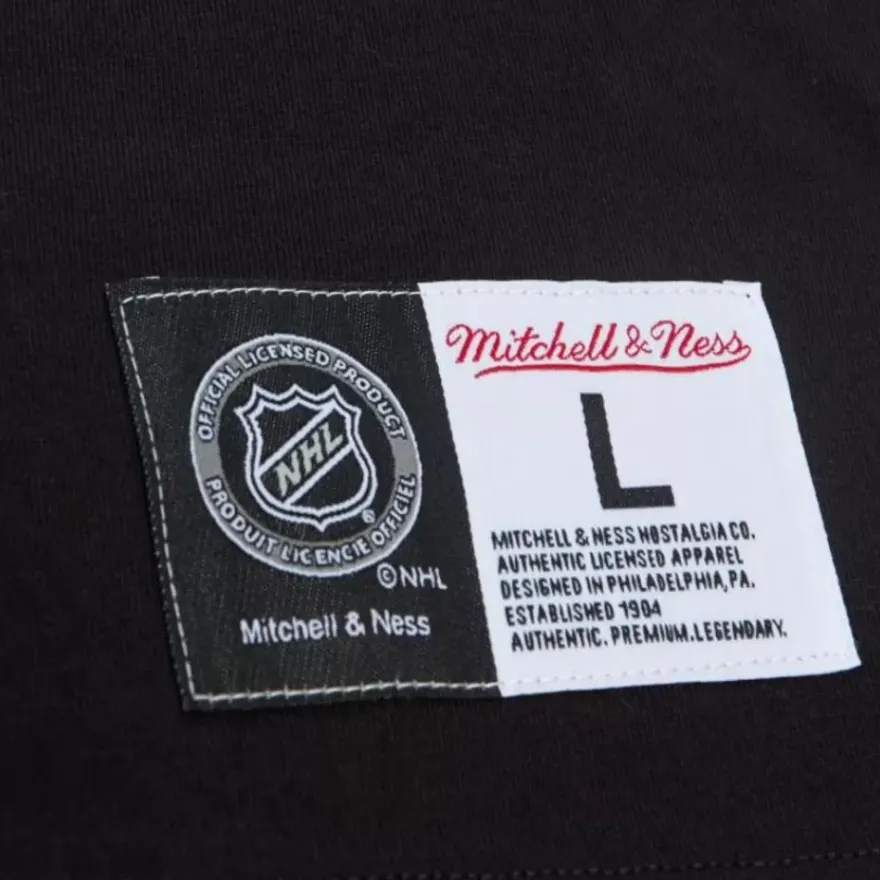 OFFICIAL LICENSED PRODUCT
NHL
®
PRODUIT LICENCIE OFFICIEL
©NHL
Mitchell & Ness
Mitchell & Ness
L
MITCHELL & NESS NOSTALGIA CO.
AUTHENTIC LICENSED APPAREL
DESIGNED IN PHILADELPHIA, PA.
ESTABLISHED 1904
AUTHENTIC. PREMIUM. LEGENDARY.